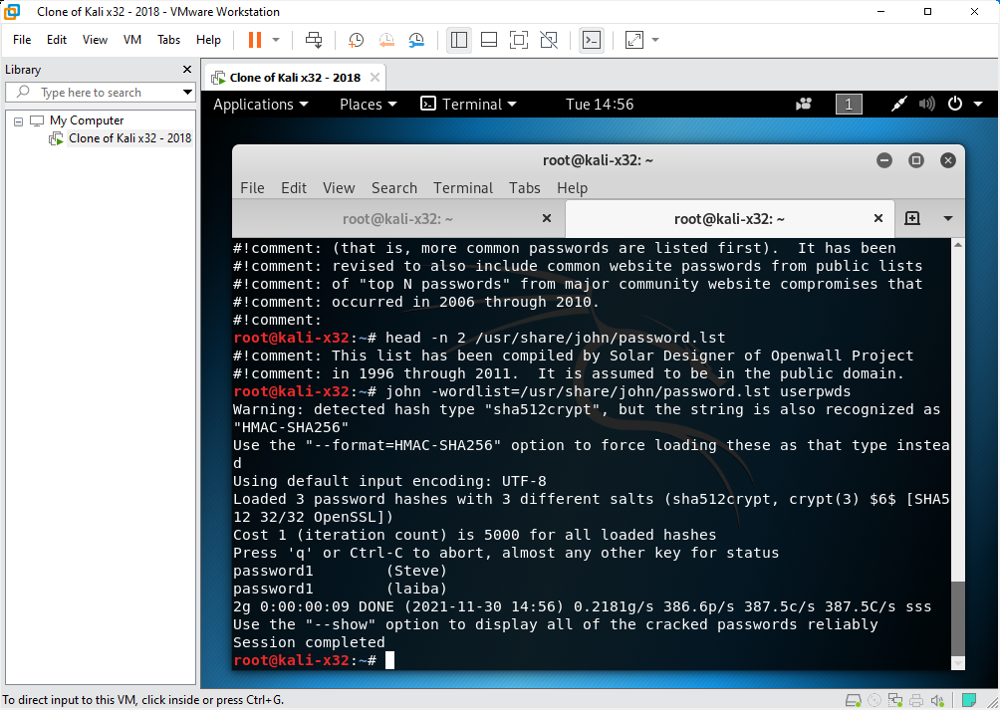 Clone of Kali x32 - 2018 - VMware Workstation
File Edit View VM Tabs Help
Library
Type here to search
My Computer
Clone of Kali x32 - 2018
Clone of Kali x32 - 2018
Applications Places Terminal Tue 14:56 1
root@kali-x32: ~
File Edit View Search Terminal Tabs Help
root@kali-x32: ~ root@kali-x32: ~
#!comment: (that is, more common passwords are listed first).  It has been
#!comment: revised to also include common website passwords from public lists
#!comment: of "top N passwords" from major community website compromises that
#!comment: occurred in 2006 through 2010.
#!comment:
root@kali-x32:~# head -n 2 /usr/share/john/password.lst
#!comment: This list has been compiled by Solar Designer of Openwall Project
#!comment: in 1996 through 2011.  It is assumed to be in the public domain.
root@kali-x32:~# john -wordlist=/usr/share/john/password.lst userpwds
Warning: detected hash type "sha512crypt", but the string is also recognized as
"HMAC-SHA256"
Use the "--format=HMAC-SHA256" option to force loading these as that type instea
d
Using default input encoding: UTF-8
Loaded 3 password hashes with 3 different salts (sha512crypt, crypt(3) $6$ [SHA5
12 32/32 OpenSSL])
Cost 1 (iteration count) is 5000 for all loaded hashes
Press 'q' or Ctrl-C to abort, almost any other key for status
password1        (Steve)
password1        (laiba)
2g 0:00:00:09 DONE (2021-11-30 14:56) 0.2181g/s 386.6p/s 387.5c/s 387.5C/s sss
Use the "--show" option to display all of the cracked passwords reliably
Session completed
root@kali-x32:~#
To direct input to this VM, click inside or press Ctrl+G.